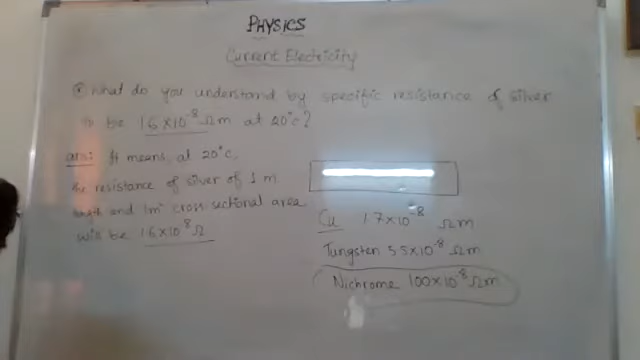 PHYSICS
Current Electricity
What do you understand by specific resistance of silver
to be 1.6×10⁻⁸ Ωm at 20°c?
ans: It means, at 20°c,
the resistance of silver of 1 m
length and 1m² cross sectional area
will be 1.6×10⁻⁸ Ω
Cu 1.7×10⁻⁸ Ωm
Tungsten 5.5×10⁻⁸ Ωm
Nichrome 100×10⁻⁸ Ωm